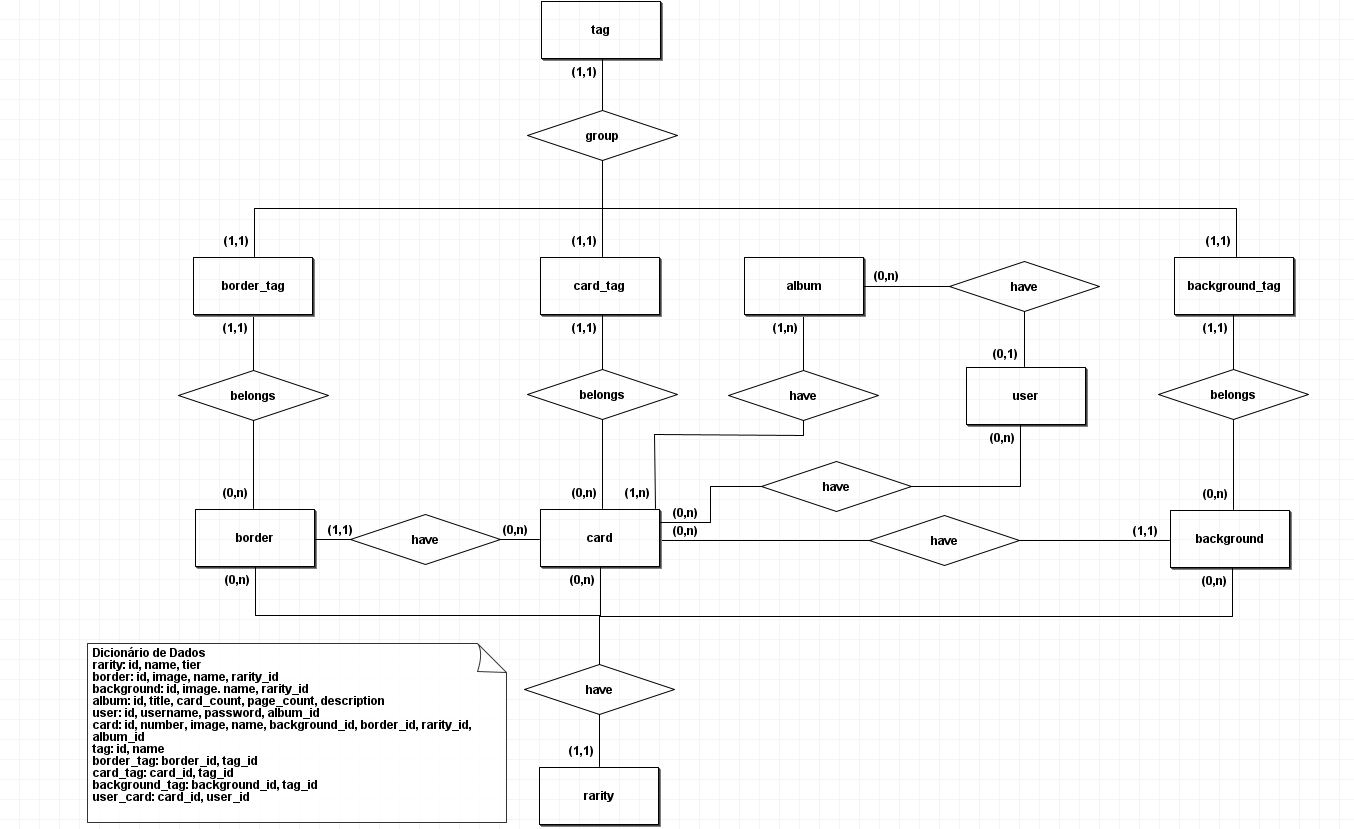 tag
(1,1)
group
(1,1)
(1,1)
(1,1)
border_tag
card_tag
album
(0,n)
have
background_tag
(1,1)
(1,1)
(1,n)
(0,1)
(1,1)
belongs
belongs
have
user
belongs
(0,n)
(0,n)
(0,n)
(1,n)
have
(0,n)
(0,n)
border
(1,1)
have
(0,n)
card
(0,n)
have
(1,1)
background
(0,n)
(0,n)
(0,n)
Dicionário de Dados
rarity: id, name, tier
border: id, image, name, rarity_id
background: id, image. name, rarity_id
album: id, title, card_count, page_count, description
user: id, username, password, album_id
card: id, number, image, name, background_id, border_id, rarity_id,
album_id
tag: id, name
border_tag: border_id, tag_id
card_tag: card_id, tag_id
background_tag: background_id, tag_id
user_card: card_id, user_id
have
(1,1)
rarity